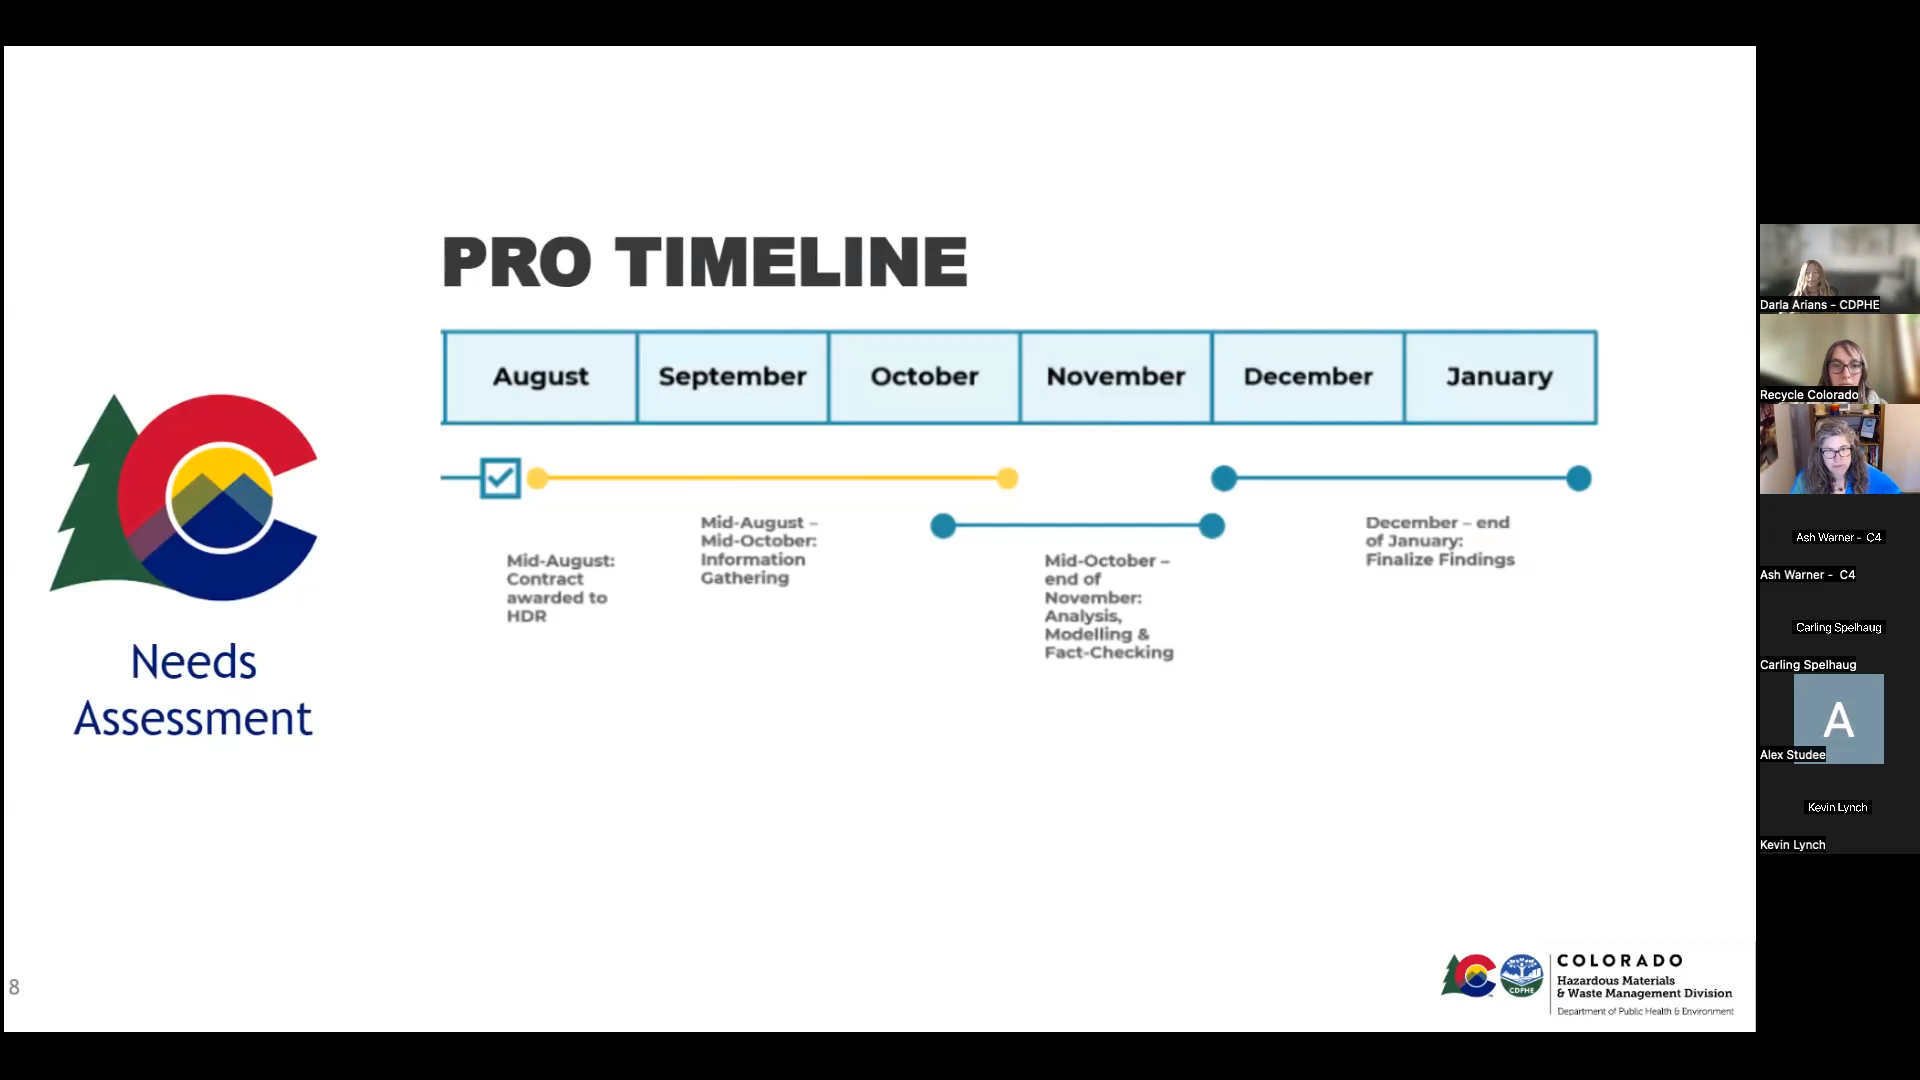 PRO TIMELINE
August
September
October
November
December
January
Mid-August:
Contract
awarded to
HDR
Mid-August –
Mid-October:
Information
Gathering
Mid-October –
end of
November:
Analysis,
Modelling &
Fact-Checking
December – end
of January:
Finalize Findings
Needs
Assessment
8
CDPHE
COLORADO
Hazardous Materials
& Waste Management Division
Department of Public Health & Environment
Darla Arians - CDPHE
Recycle Colorado
Ash Warner - C4
Ash Warner - C4
Carling Spelhaug
Carling Spelhaug
A
Alex Studee
Kevin Lynch
Kevin Lynch